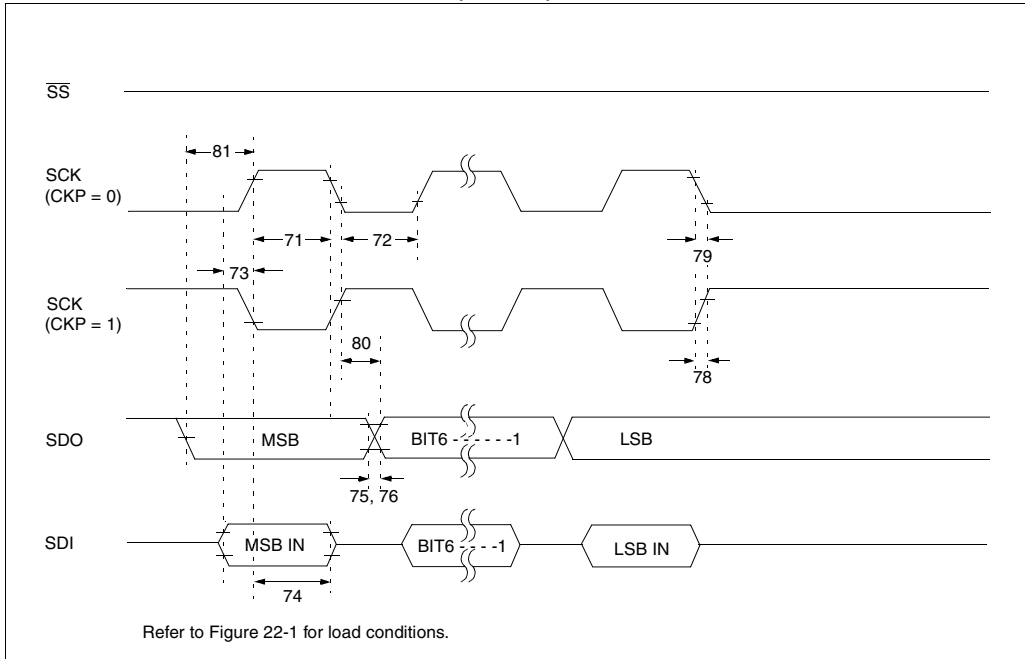 SS
81
SCK
(CKP = 0)
71
72
79
73
SCK
(CKP = 1)
80
78
SDO
MSB
BIT6 - - - - - -1
LSB
75, 76
SDI
MSB IN
BIT6 - - - -1
LSB IN
74
Refer to Figure 22-1 for load conditions.